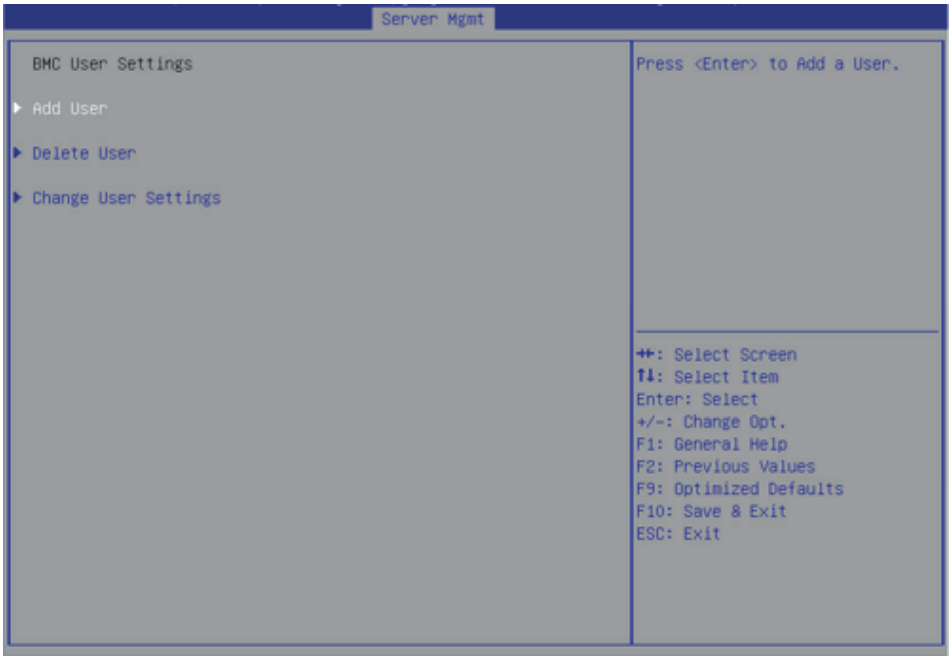 Server Mgmt
BMC User Settings
Add User
Delete User
Change User Settings
Press <Enter> to Add a User.
→←: Select Screen
↑↓: Select Item
Enter: Select
+/-: Change Opt.
F1: General Help
F2: Previous Values
F9: Optimized Defaults
F10: Save & Exit
ESC: Exit